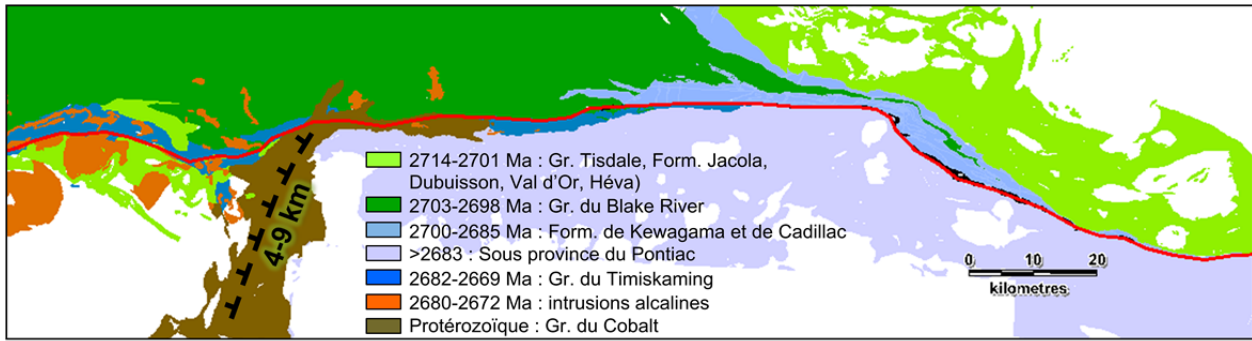 2714-2701 Ma : Gr. Tisdale, Form. Jacola,
Dubuisson, Val d'Or, Héva)
2703-2698 Ma : Gr. du Blake River
2700-2685 Ma : Form. de Kewagama et de Cadillac
>2683 : Sous province du Pontiac
2682-2669 Ma : Gr. du Timiskaming
2680-2672 Ma : intrusions alcalines
Protérozoïque : Gr. du Cobalt
4-9 km
0 10 20
kilometres